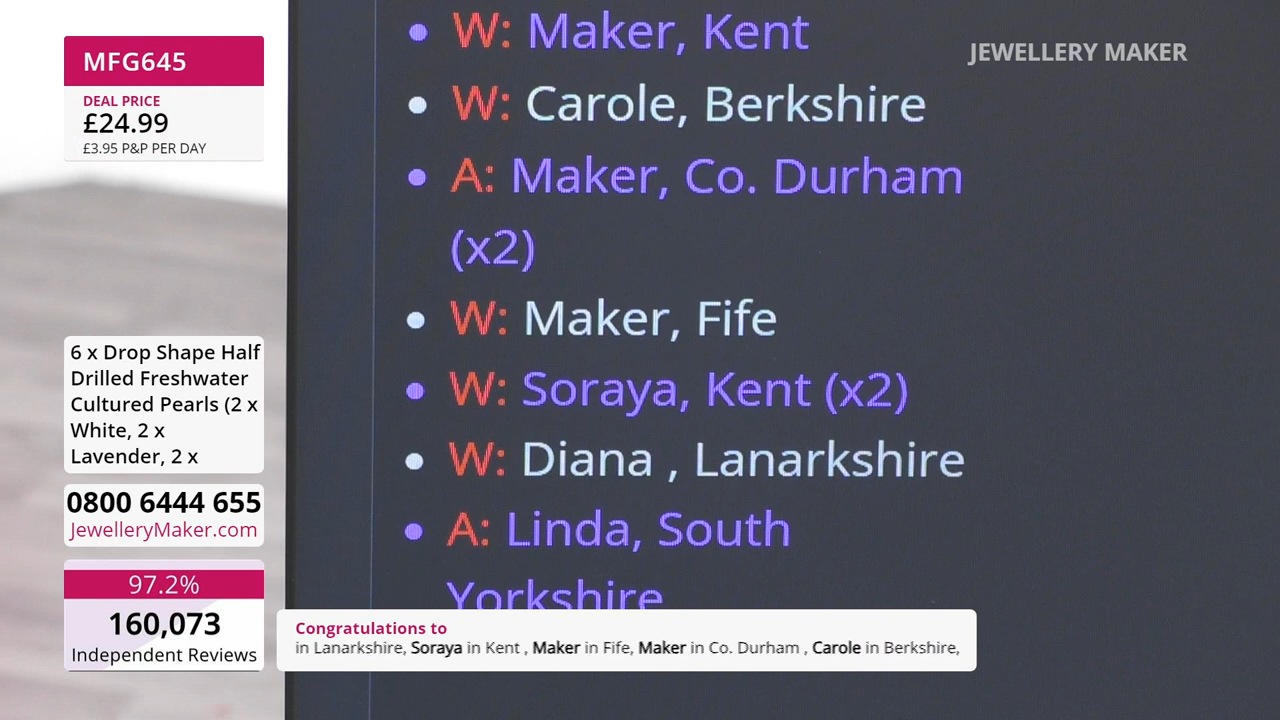 MFG645
DEAL PRICE
£24.99
£3.95 P&P PER DAY
6 x Drop Shape Half
Drilled Freshwater
Cultured Pearls (2 x
White, 2 x
Lavender, 2 x
0800 6444 655
JewelleryMaker.com
97.2%
160,073
Independent Reviews
JEWELLERY MAKER
W: Maker, Kent
W: Carole, Berkshire
A: Maker, Co. Durham
(x2)
W: Maker, Fife
W: Soraya, Kent (x2)
W: Diana , Lanarkshire
A: Linda, South
Yorkshire
Congratulations to
in Lanarkshire, Soraya in Kent , Maker in Fife, Maker in Co. Durham , Carole in Berkshire,